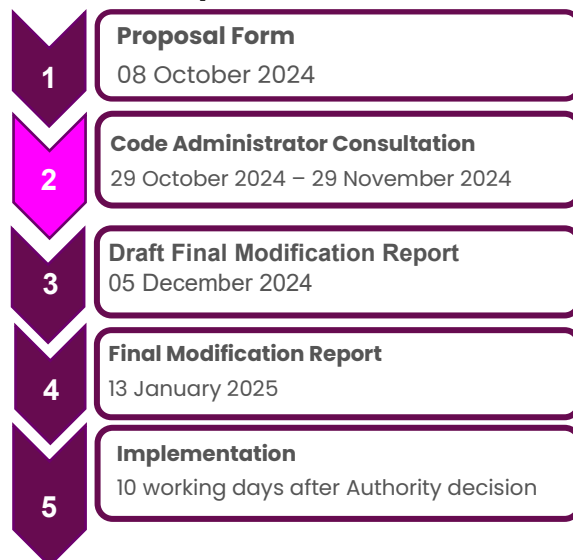 1
Proposal Form
08 October 2024
2
Code Administrator Consultation
29 October 2024 – 29 November 2024
3
Draft Final Modification Report
05 December 2024
4
Final Modification Report
13 January 2025
5
Implementation
10 working days after Authority decision